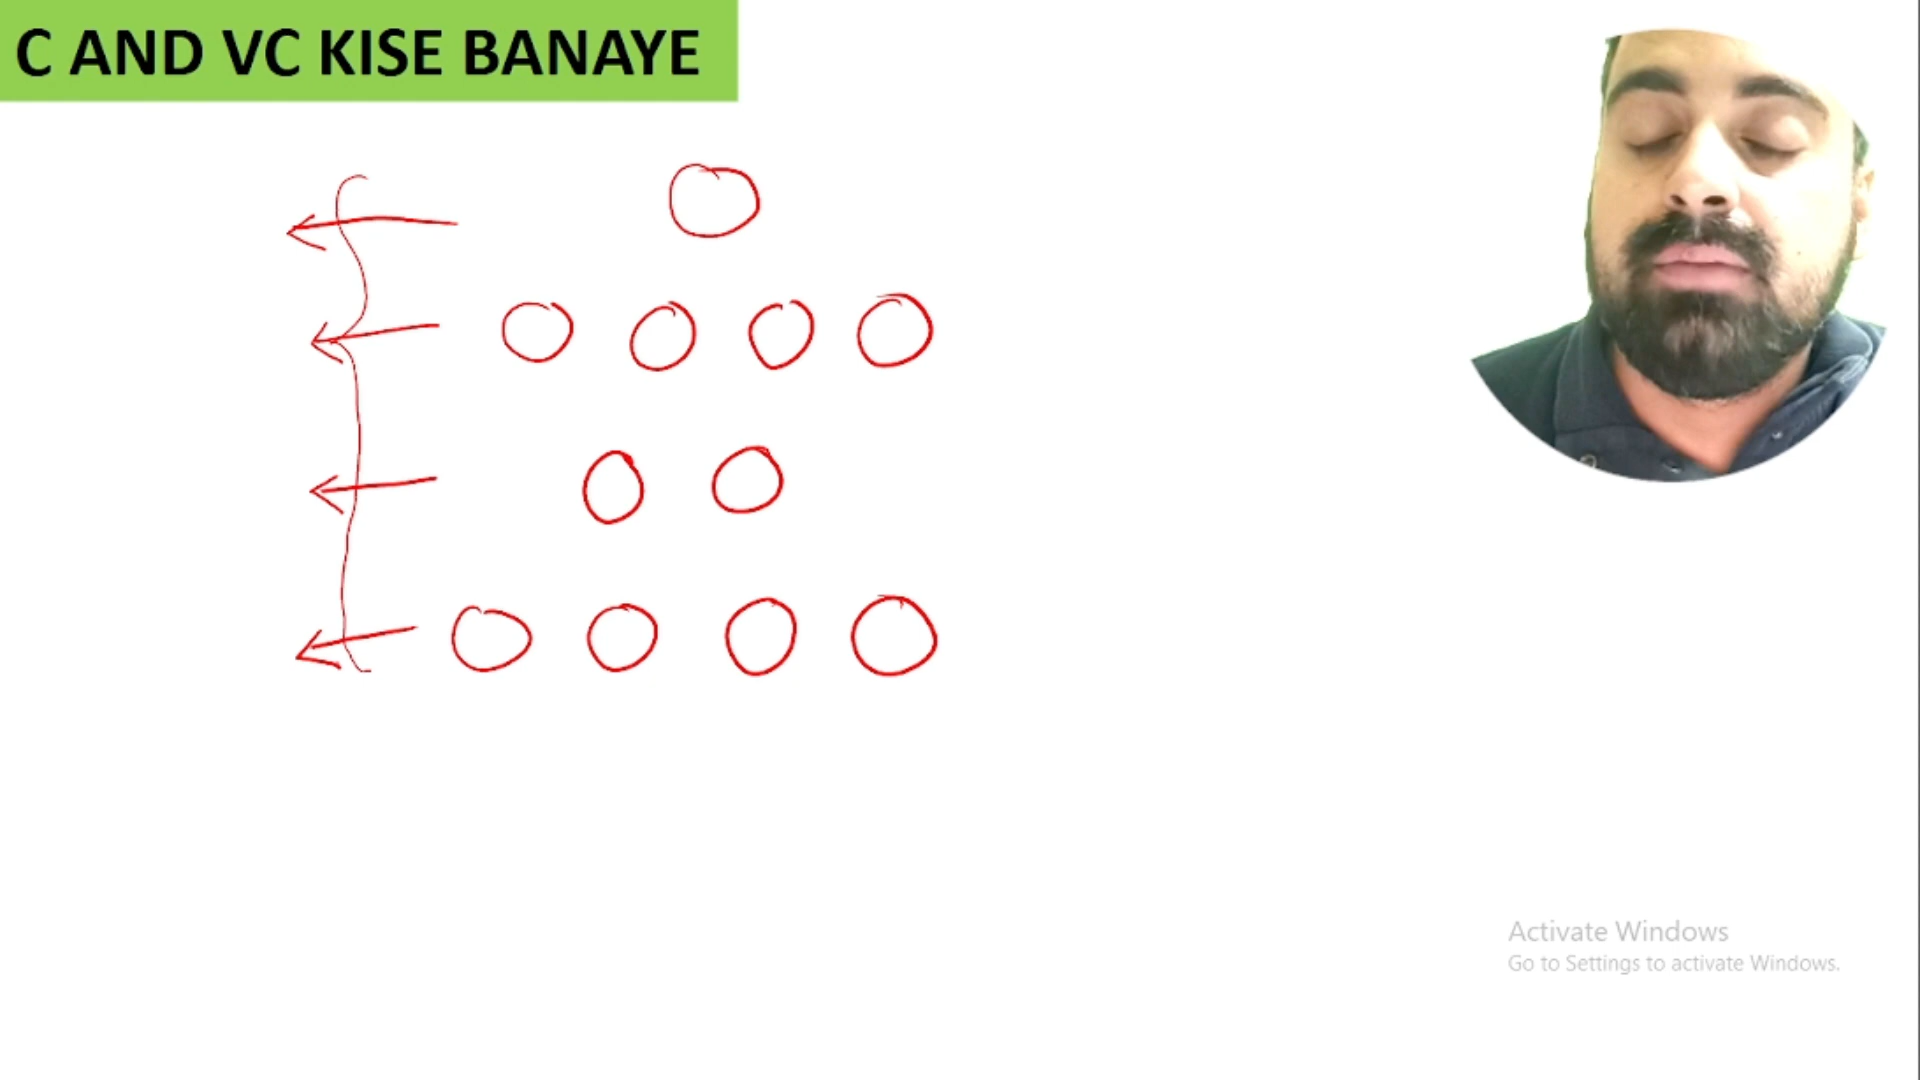 C AND VC KISE BANAYE
Activate Windows
Go to Settings to activate Windows.